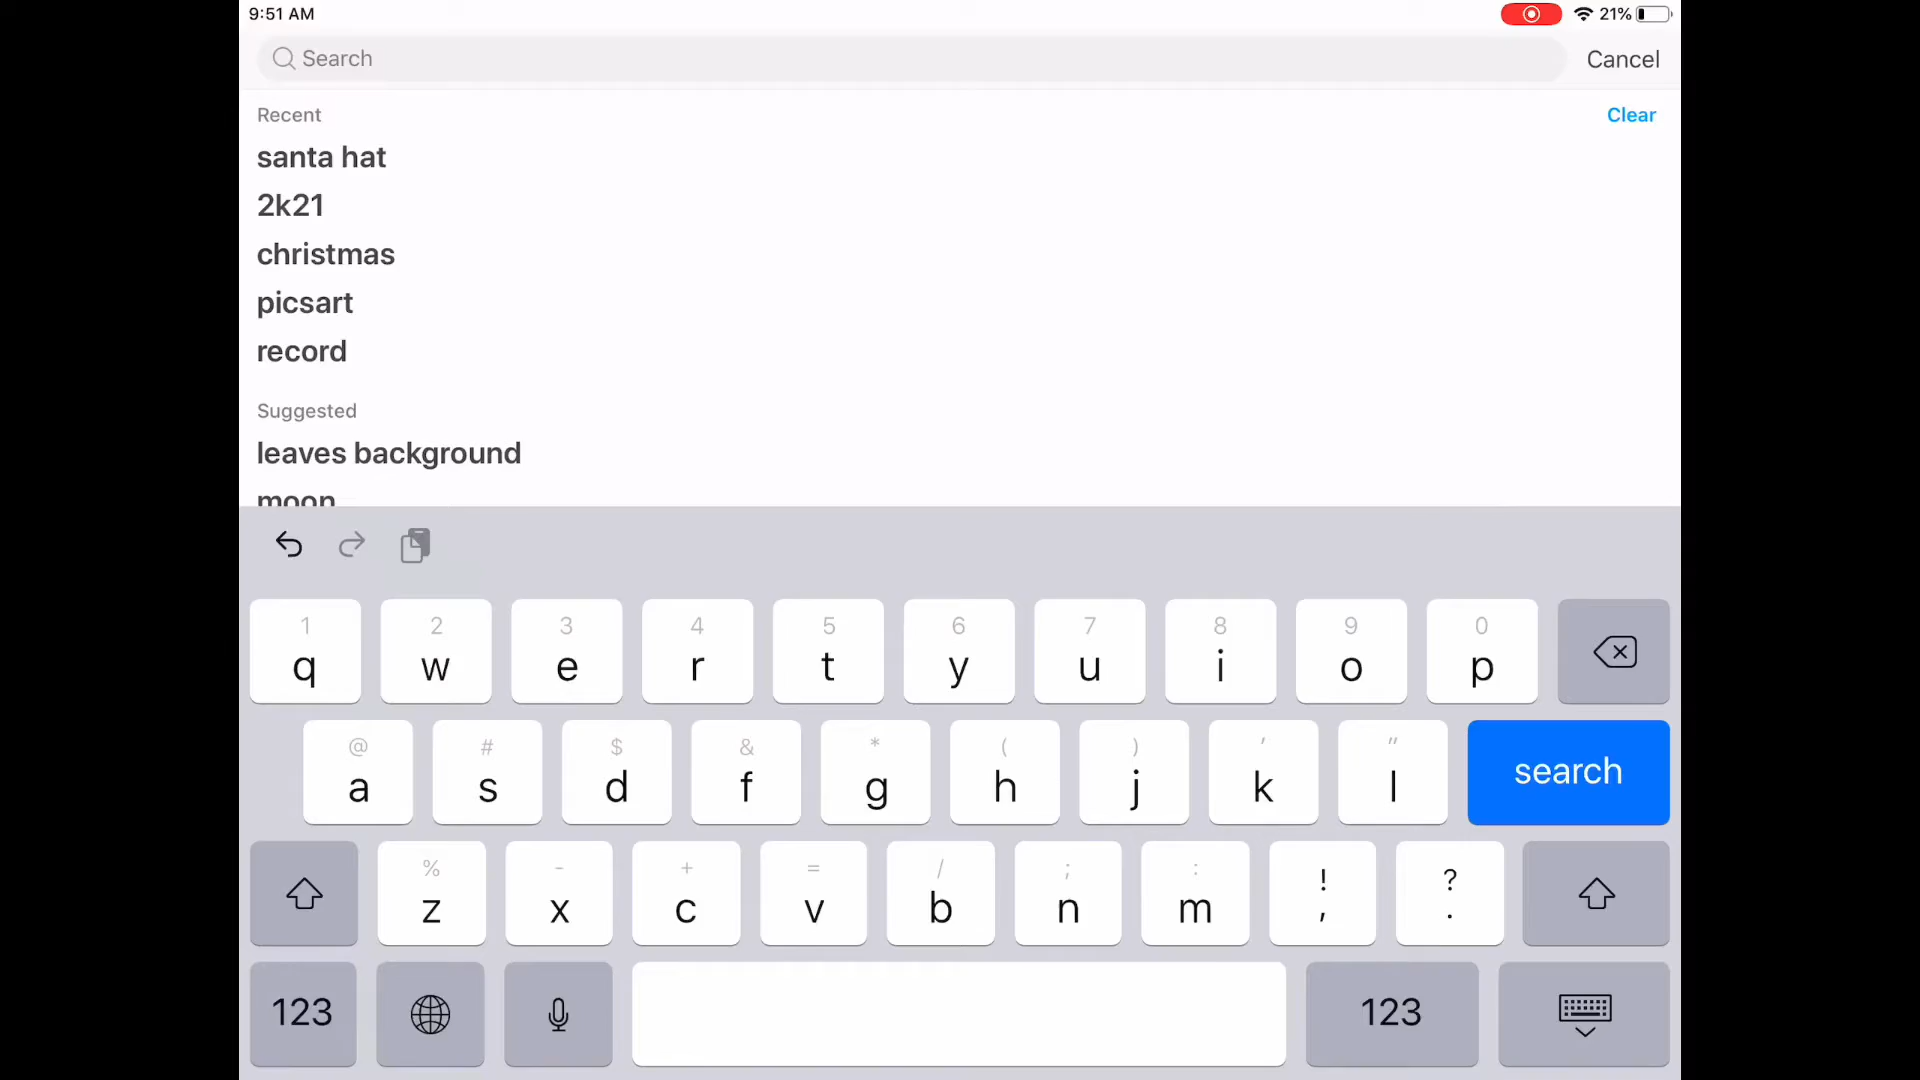 9:51 AM
21%
Search
Cancel
Recent
Clear
santa hat
2k21
christmas
picsart
record
Suggested
leaves background
moon
1 2 3 4 5 6 7 8 9 0
q w e r t y u i o p
@ # $ & * ( ) ' "
a s d f g h j k l search
% - + = / ; : ! ?
z x c v b n m , .
123 123